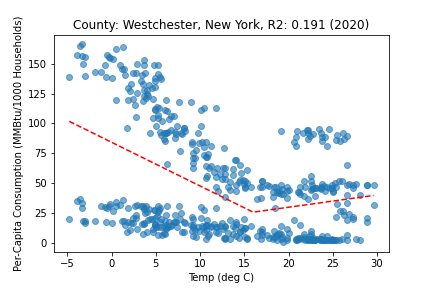 County: Westchester, New York, R2: 0.191 (2020)
Per-Capita Consumption (MMBtu/1000 Households)
150
125
100
75
50
25
0
−5 0 5 10 15 20 25 30
Temp (deg C)